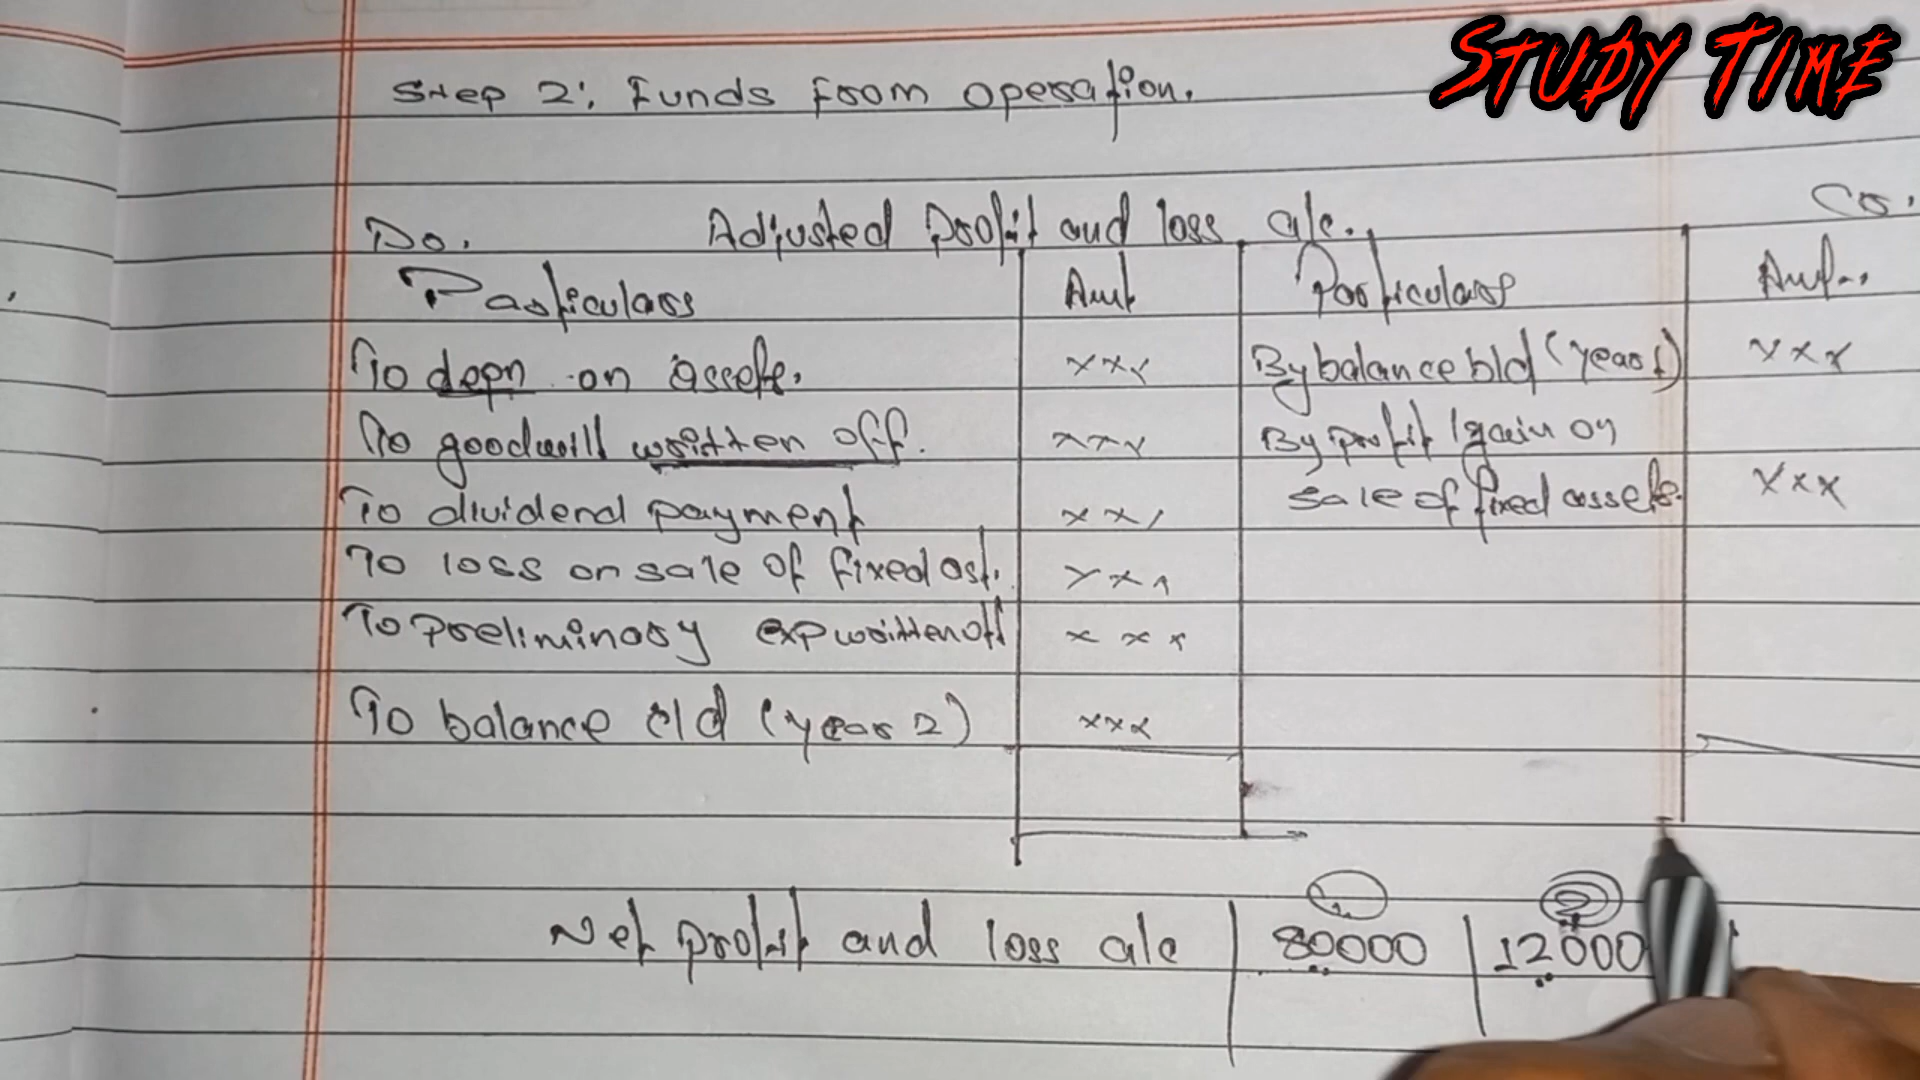 STUDY TIME
Step 2: Funds from operation.
Dr. Adjusted Profit and loss a/c. Cr.
Particulars Amt Particulars Amt..
To depn on assets. xxx By balance b/d (year 1) xxx
To goodwill written off. xxx By profit / gain on
sale of fixed assets. xxx
To dividend payment xxx
To loss on sale of fixed ast. xxx
To preliminary exp written off xxx
To balance c/d (year 2) xxx
1 2
Net profit and loss a/c 80000 12000